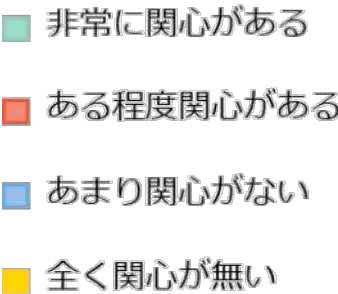 非常に関心がある
ある程度関心がある
あまり関心がない
全く関心が無い